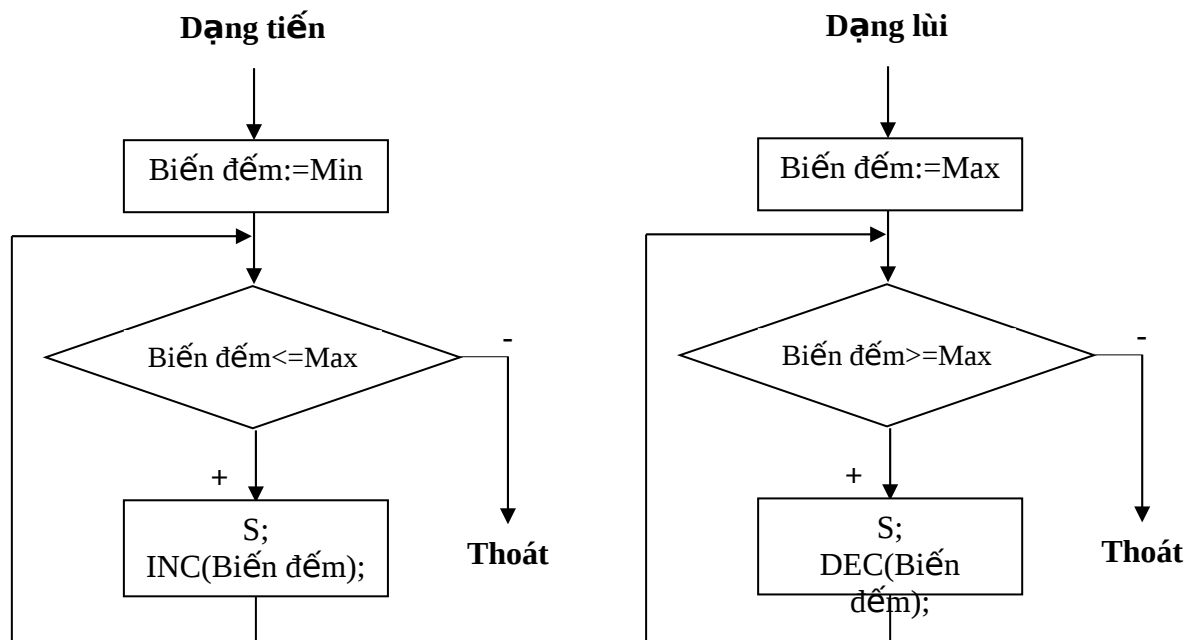 Dạng tiến
Biến đếm:=Min
Biến đếm<=Max
-
+
S;
INC(Biến đếm);
Thoát
Dạng lùi
Biến đếm:=Max
Biến đếm>=Max
-
+
S;
DEC(Biến
đếm);
Thoát